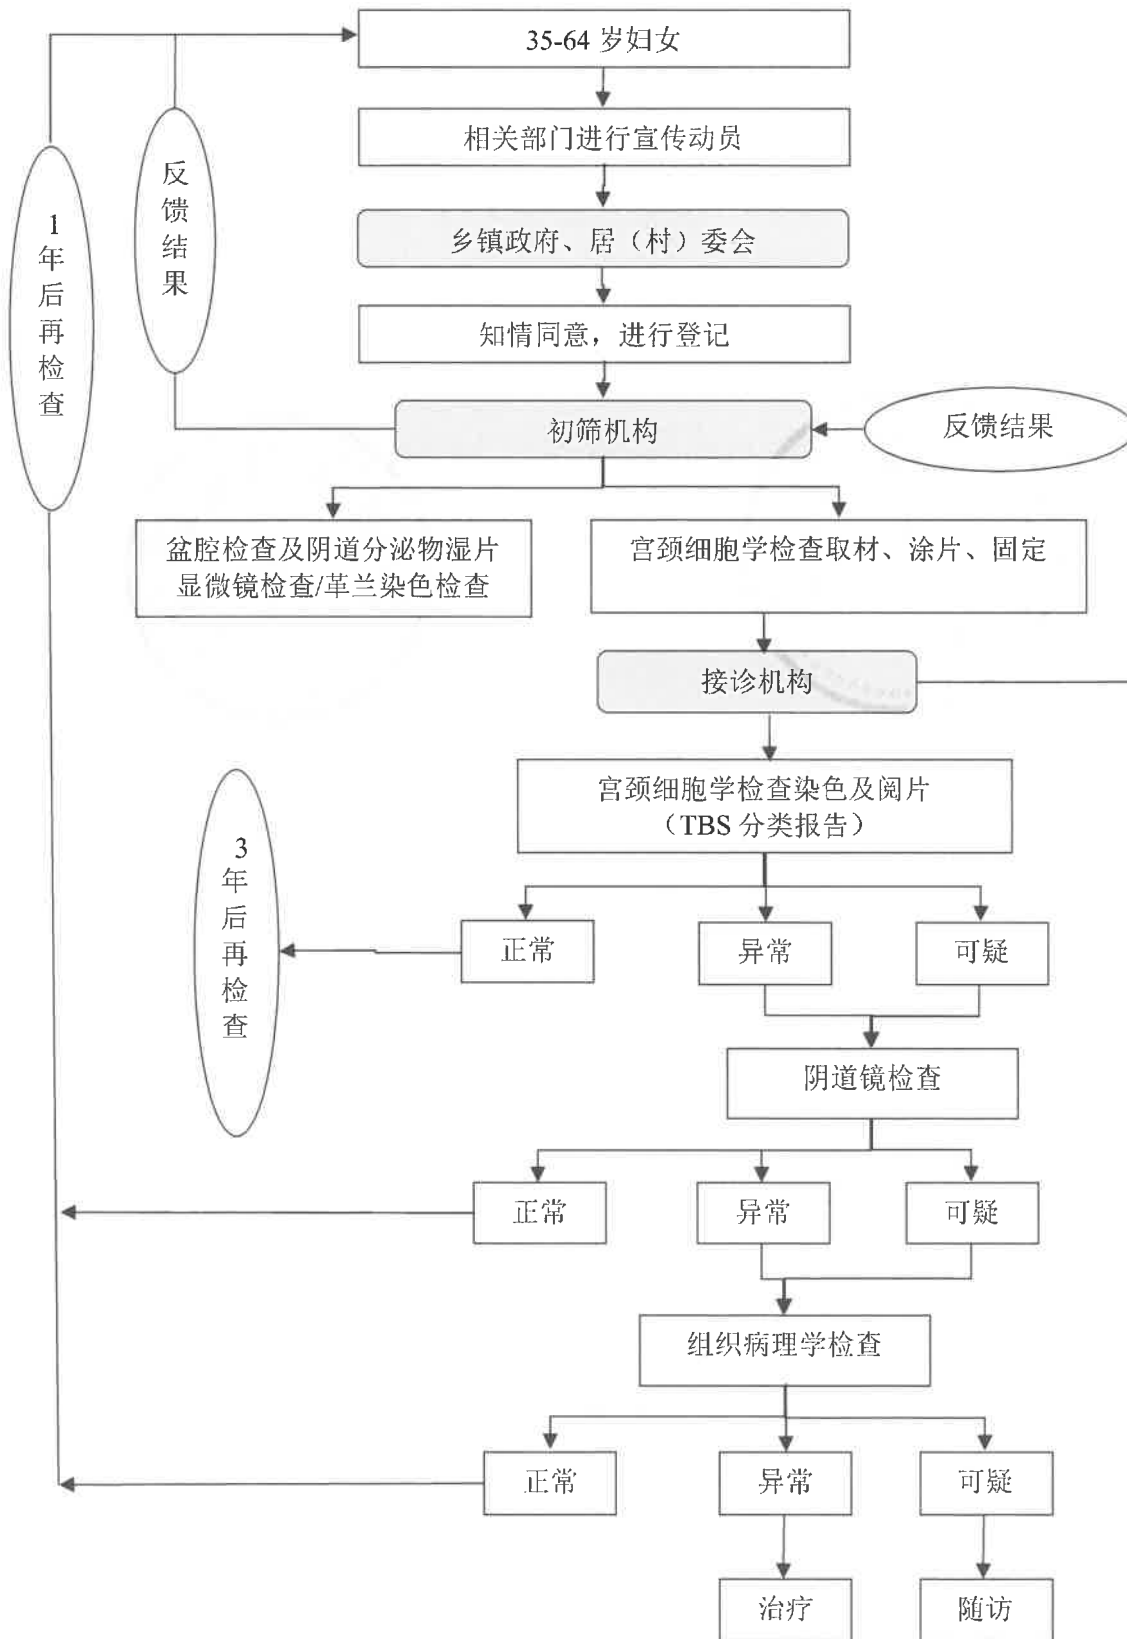 35-64 岁妇女
相关部门进行宣传动员
乡镇政府、居（村）委会
知情同意，进行登记
初筛机构
反馈结果
反馈结果
1年后再检查
盆腔检查及阴道分泌物湿片
显微镜检查/革兰染色检查
宫颈细胞学检查取材、涂片、固定
接诊机构
宫颈细胞学检查染色及阅片
（TBS 分类报告）
3年后再检查
正常
异常
可疑
阴道镜检查
正常
异常
可疑
组织病理学检查
正常
异常
可疑
治疗
随访